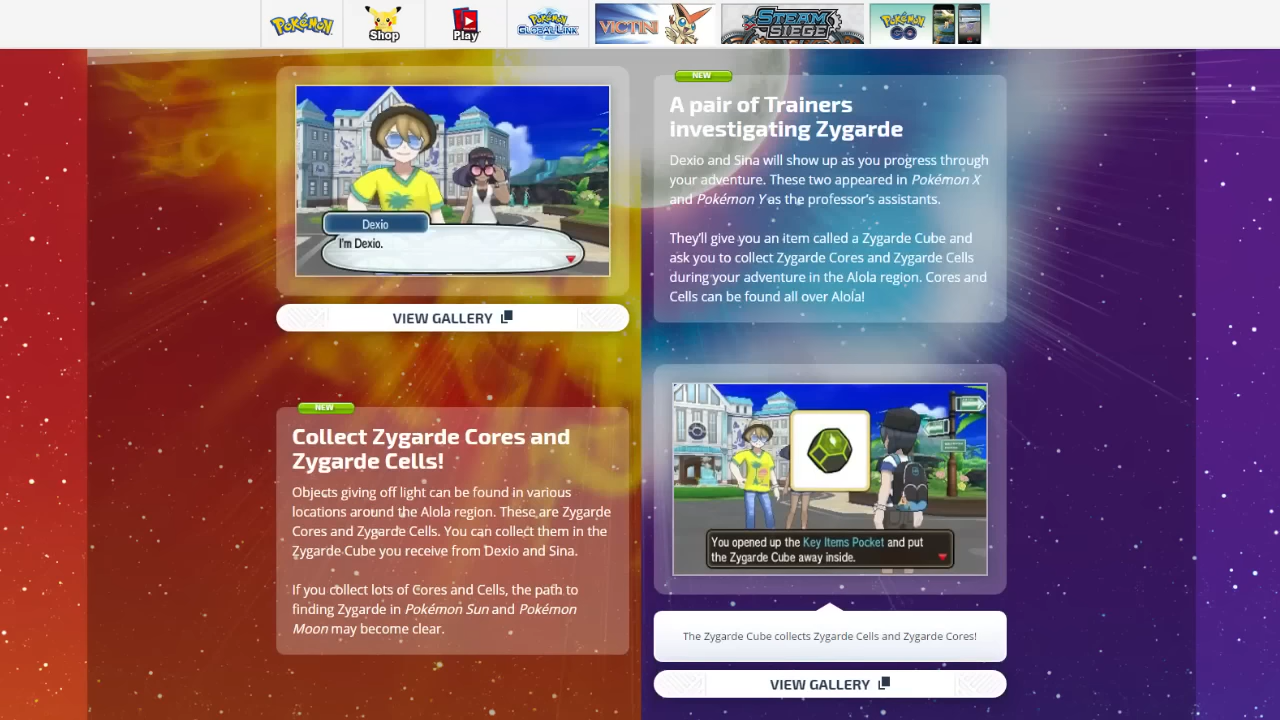 Pokémon
Shop
Play
Pokémon
GLOBAL LINK
VICTINI
STEAM
SIEGE
POKÉMON
GO
Dexio
I'm Dexio.
VIEW GALLERY
NEW
A pair of Trainers
investigating Zygarde
Dexio and Sina will show up as you progress through
your adventure. These two appeared in Pokémon X
and Pokémon Y as the professor's assistants.
They'll give you an item called a Zygarde Cube and
ask you to collect Zygarde Cores and Zygarde Cells
during your adventure in the Alola region. Cores and
Cells can be found all over Alola!
NEW
Collect Zygarde Cores and
Zygarde Cells!
Objects giving off light can be found in various
locations around the Alola region. These are Zygarde
Cores and Zygarde Cells. You can collect them in the
Zygarde Cube you receive from Dexio and Sina.
If you collect lots of Cores and Cells, the path to
finding Zygarde in Pokémon Sun and Pokémon
Moon may become clear.
You opened up the Key Items Pocket and put
the Zygarde Cube away inside.
The Zygarde Cube collects Zygarde Cells and Zygarde Cores!
VIEW GALLERY